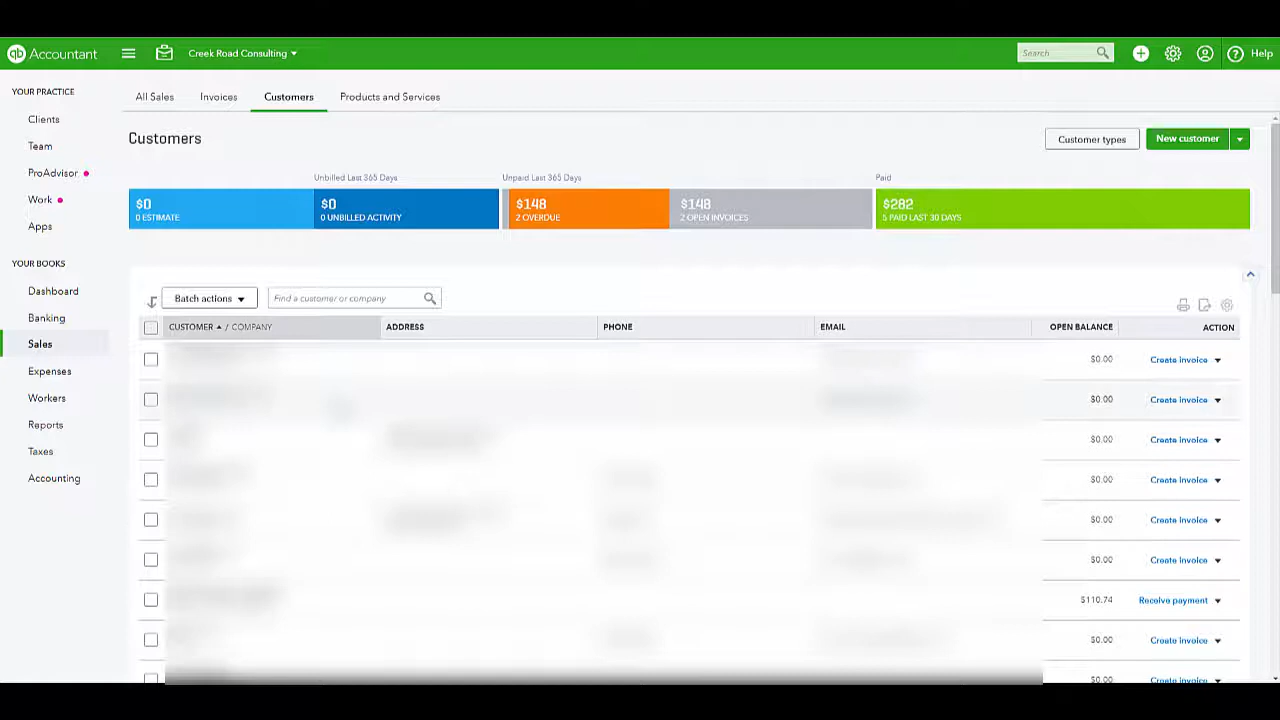 qb Accountant
Creek Road Consulting
Search
Help
YOUR PRACTICE
Clients
Team
ProAdvisor
Work
Apps
YOUR BOOKS
Dashboard
Banking
Sales
Expenses
Workers
Reports
Taxes
Accounting
All Sales Invoices Customers Products and Services
Customers
Customer types New customer
Unbilled Last 365 Days Unpaid Last 365 Days Paid
$0 $0 $148 $148 $282
0 ESTIMATE 0 UNBILLED ACTIVITY 2 OVERDUE 2 OPEN INVOICES 5 PAID LAST 30 DAYS
Batch actions Find a customer or company
CUSTOMER / COMPANY ADDRESS PHONE EMAIL OPEN BALANCE ACTION
$0.00 Create invoice
$0.00 Create invoice
$0.00 Create invoice
$0.00 Create invoice
$0.00 Create invoice
$0.00 Create invoice
$110.74 Receive payment
$0.00 Create invoice
$0.00 Create invoice